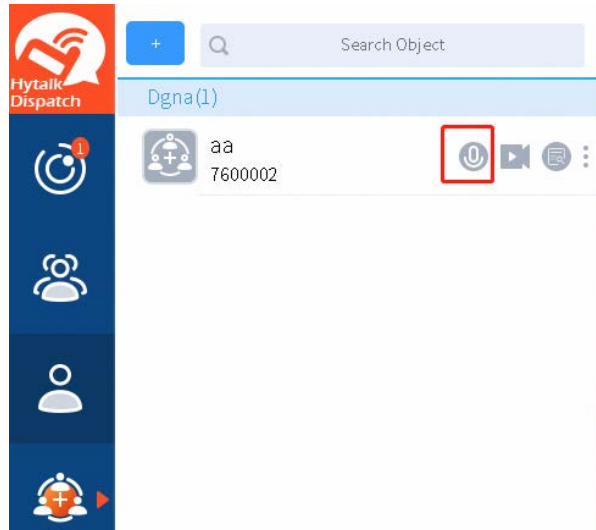 Hytalk
Dispatch
+
Search Object
Dgna(1)
1
aa
7600002